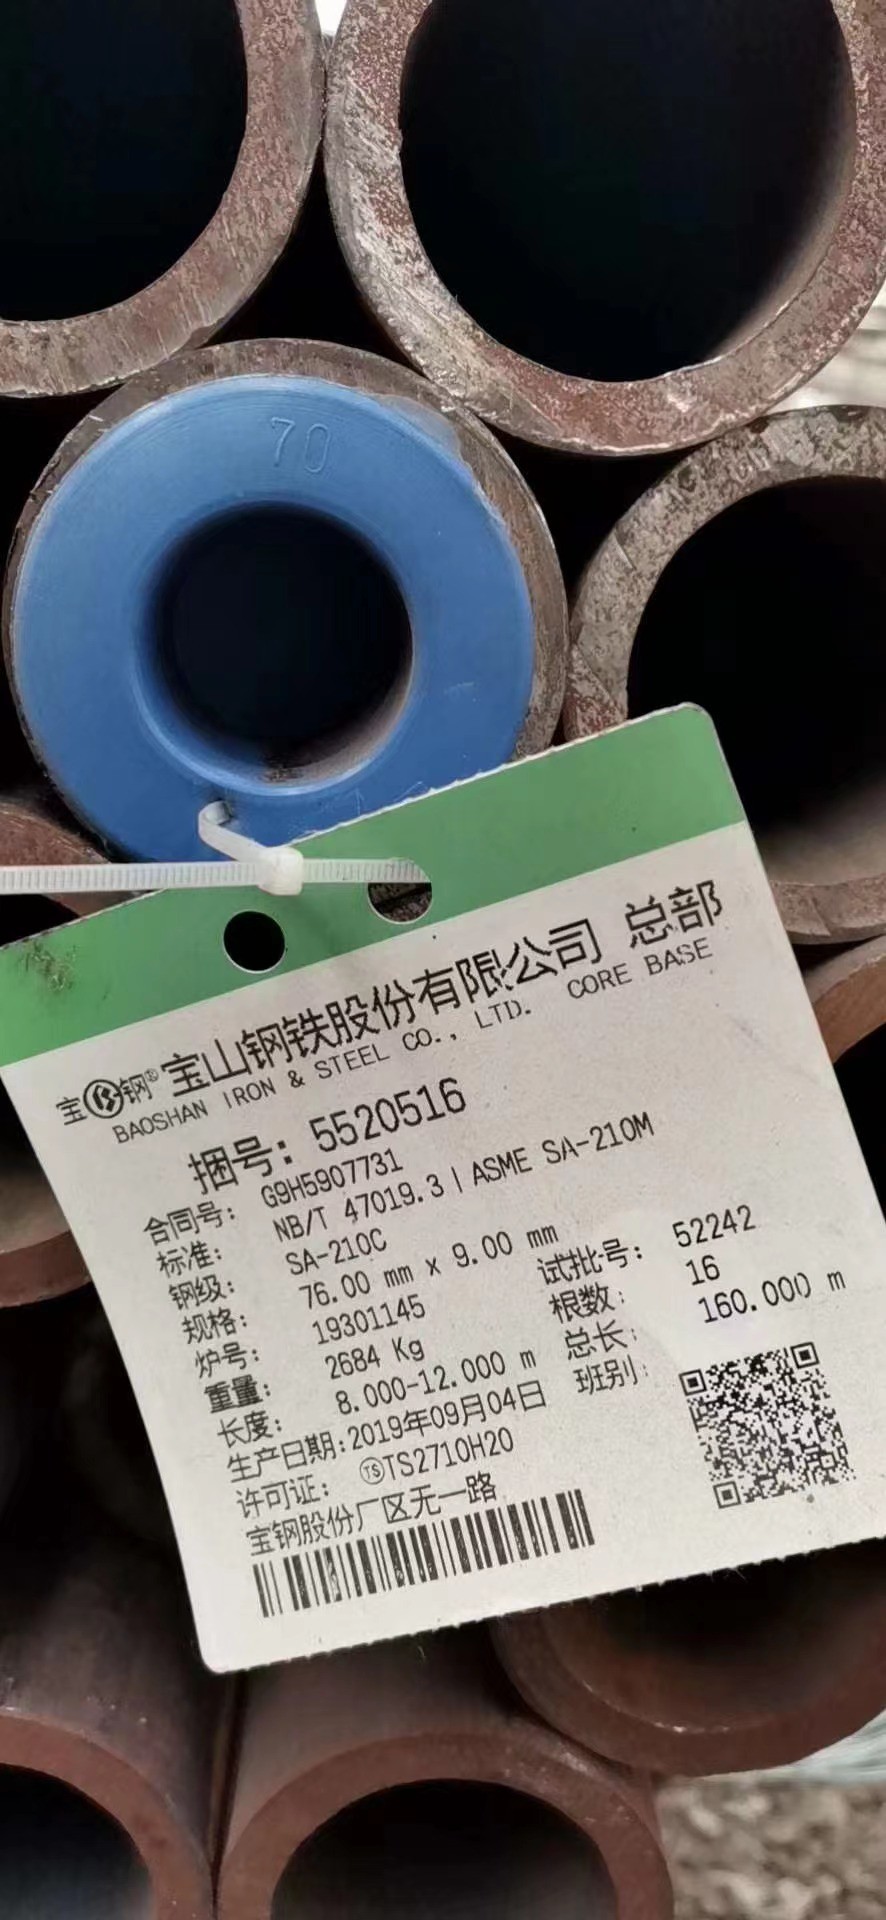 70
宝钢® 宝山钢铁股份有限公司 总部
BAOSHAN IRON & STEEL CO., LTD. CORE BASE
捆号: 5520516
合同号: G9H5907731
标准: NB/T 47019.3 | ASME SA-210M
钢级: SA-210C
规格: 76.00 mm x 9.00 mm 试批号: 52242
炉号: 19301145 根数: 16
重量: 2684 Kg 总长: 160.000 m
长度: 8.000-12.000 m 班别:
生产日期: 2019年09月04日
许可证: TSTS2710H20
宝钢股份厂区无一路